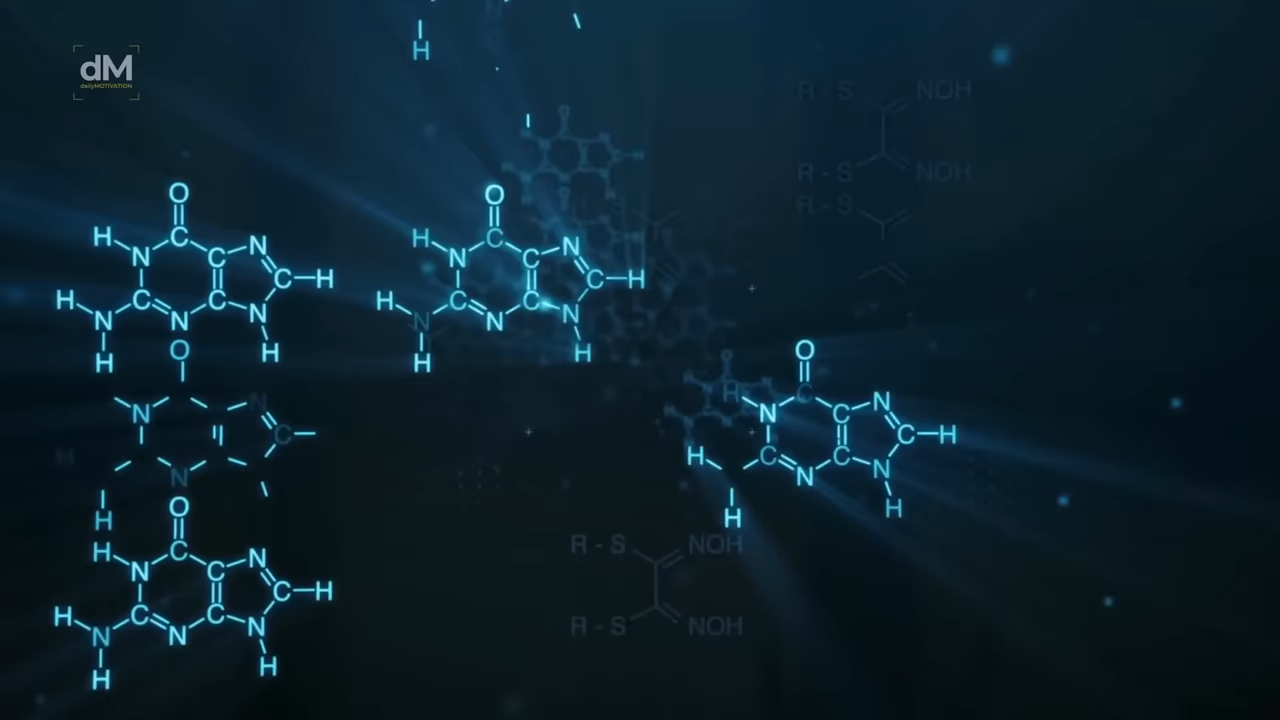 H
dM
dailyMOTIVATION
R - S NOH
R - S NOH
O O
R - S
H C N H C N
N C N C
C H C H
H C C H C C
N N N N N N
O H H O
H H
N H C N
N N C
C C H
H H C C
N N N
O H
H H
R - S NOH
H C N
N C
C H
H C C
R - S NOH
N N N
H
H